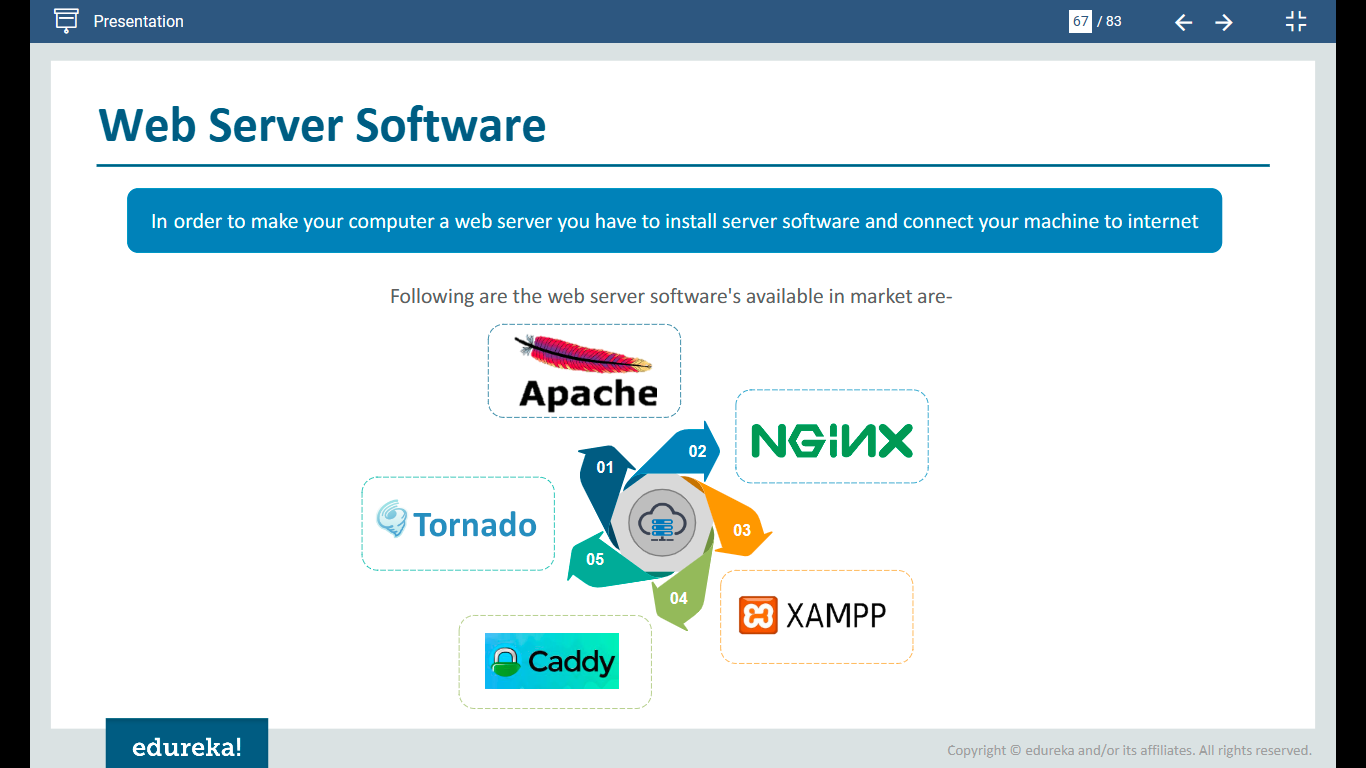 Presentation
67 / 83
Web Server Software
In order to make your computer a web server you have to install server software and connect your machine to internet
Following are the web server software's available in market are-
Apache
NGINX
01
02
Tornado
03
05
04
XAMPP
Caddy
edureka!
Copyright © edureka and/or its affiliates. All rights reserved.